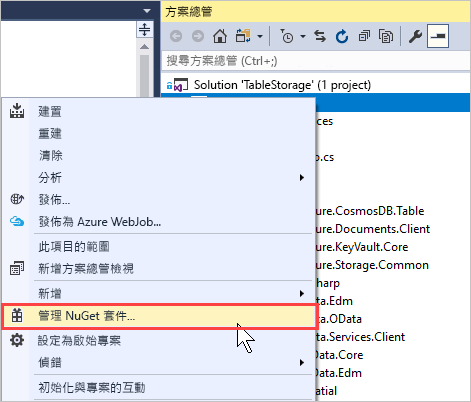 方案總管
搜尋方案總管 (Ctrl+;)
Solution 'TableStorage' (1 project)
建置
重建
清除
分析
發佈...
發佈為 Azure WebJob...
此項目的範圍
新增方案總管檢視
新增
管理 NuGet 套件...
設定為啟始專案
偵錯
初始化與專案的互動
ces
o.cs
ure.CosmosDB.Table
ure.Documents.Client
ure.KeyVault.Core
ure.Storage.Common
harp
ata.Edm
ata.OData
ata.Services.Client
Data.Core
Data.Edm
patial